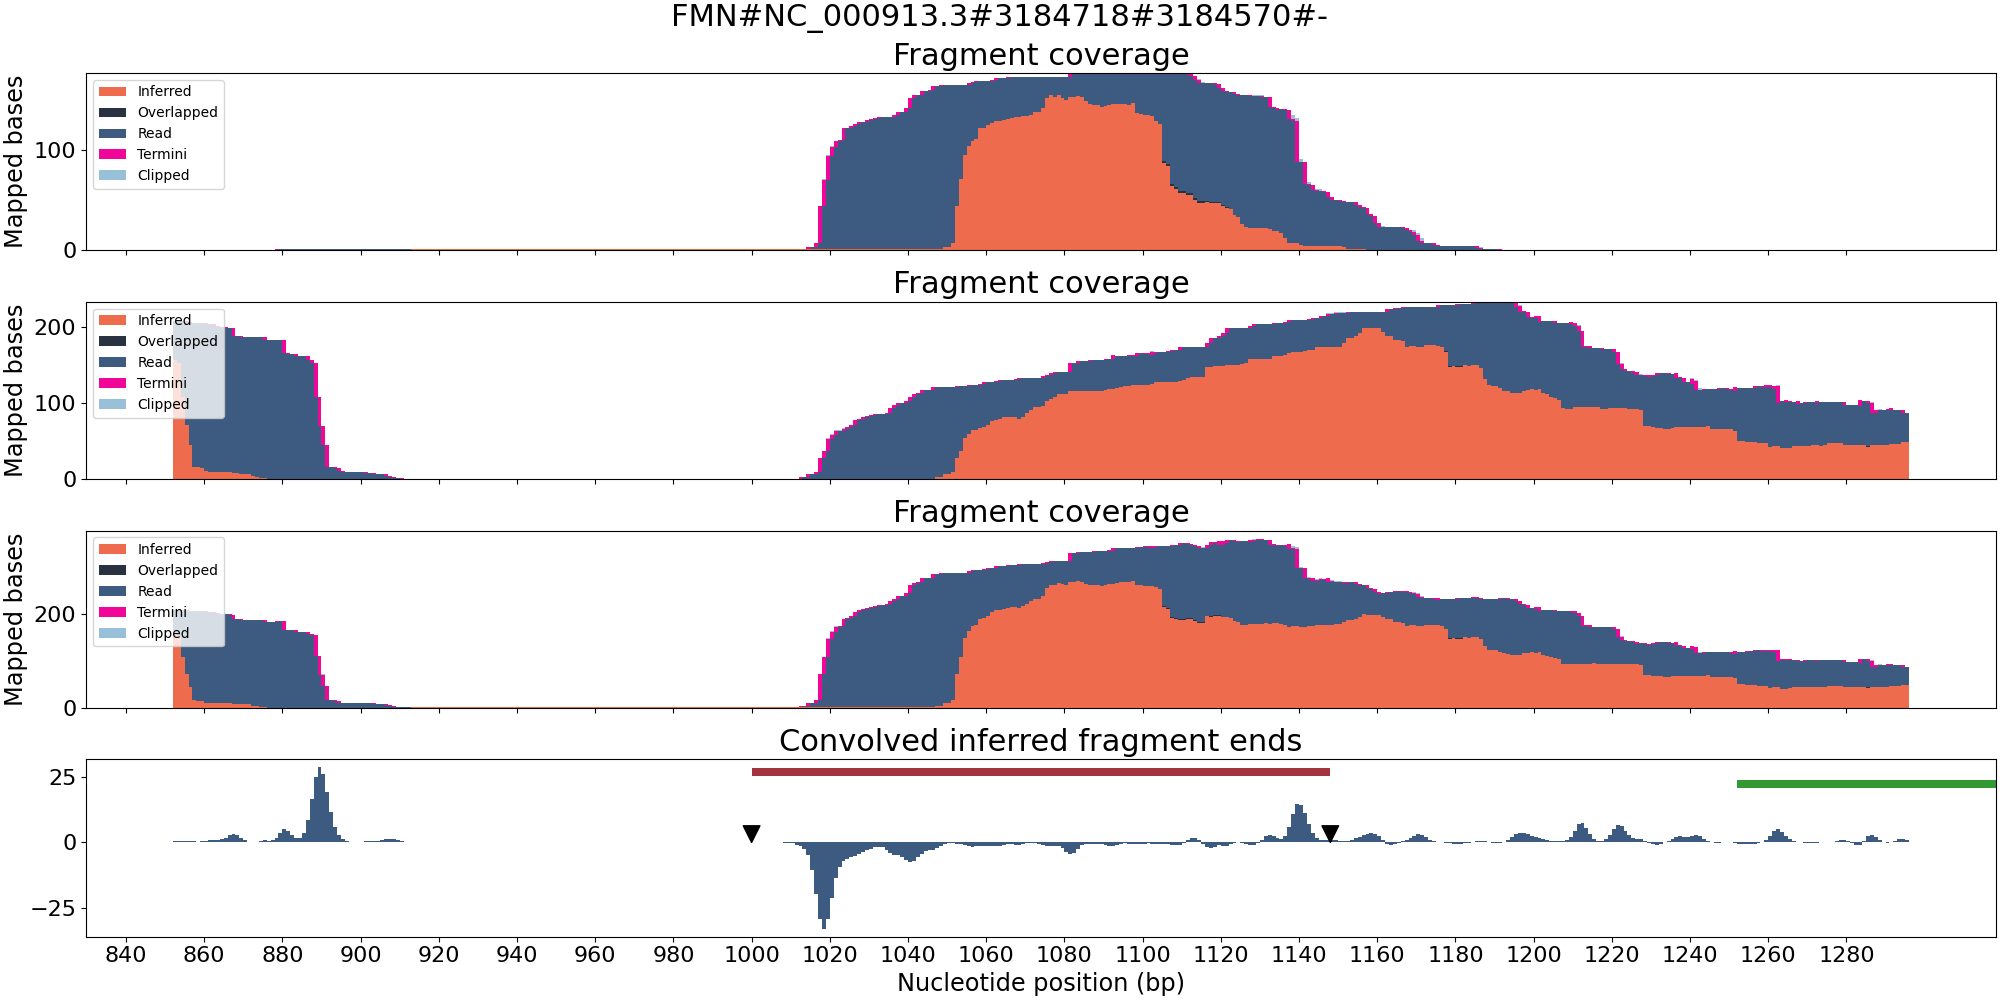 FMN#NC_000913.3#3184718#3184570#-
Fragment coverage
Mapped bases
100
0
Inferred
Overlapped
Read
Termini
Clipped
Fragment coverage
Mapped bases
200
100
0
Inferred
Overlapped
Read
Termini
Clipped
Fragment coverage
Mapped bases
200
0
Inferred
Overlapped
Read
Termini
Clipped
Convolved inferred fragment ends
25
0
−25
840 860 880 900 920 940 960 980 1000 1020 1040 1060 1080 1100 1120 1140 1160 1180 1200 1220 1240 1260 1280
Nucleotide position (bp)